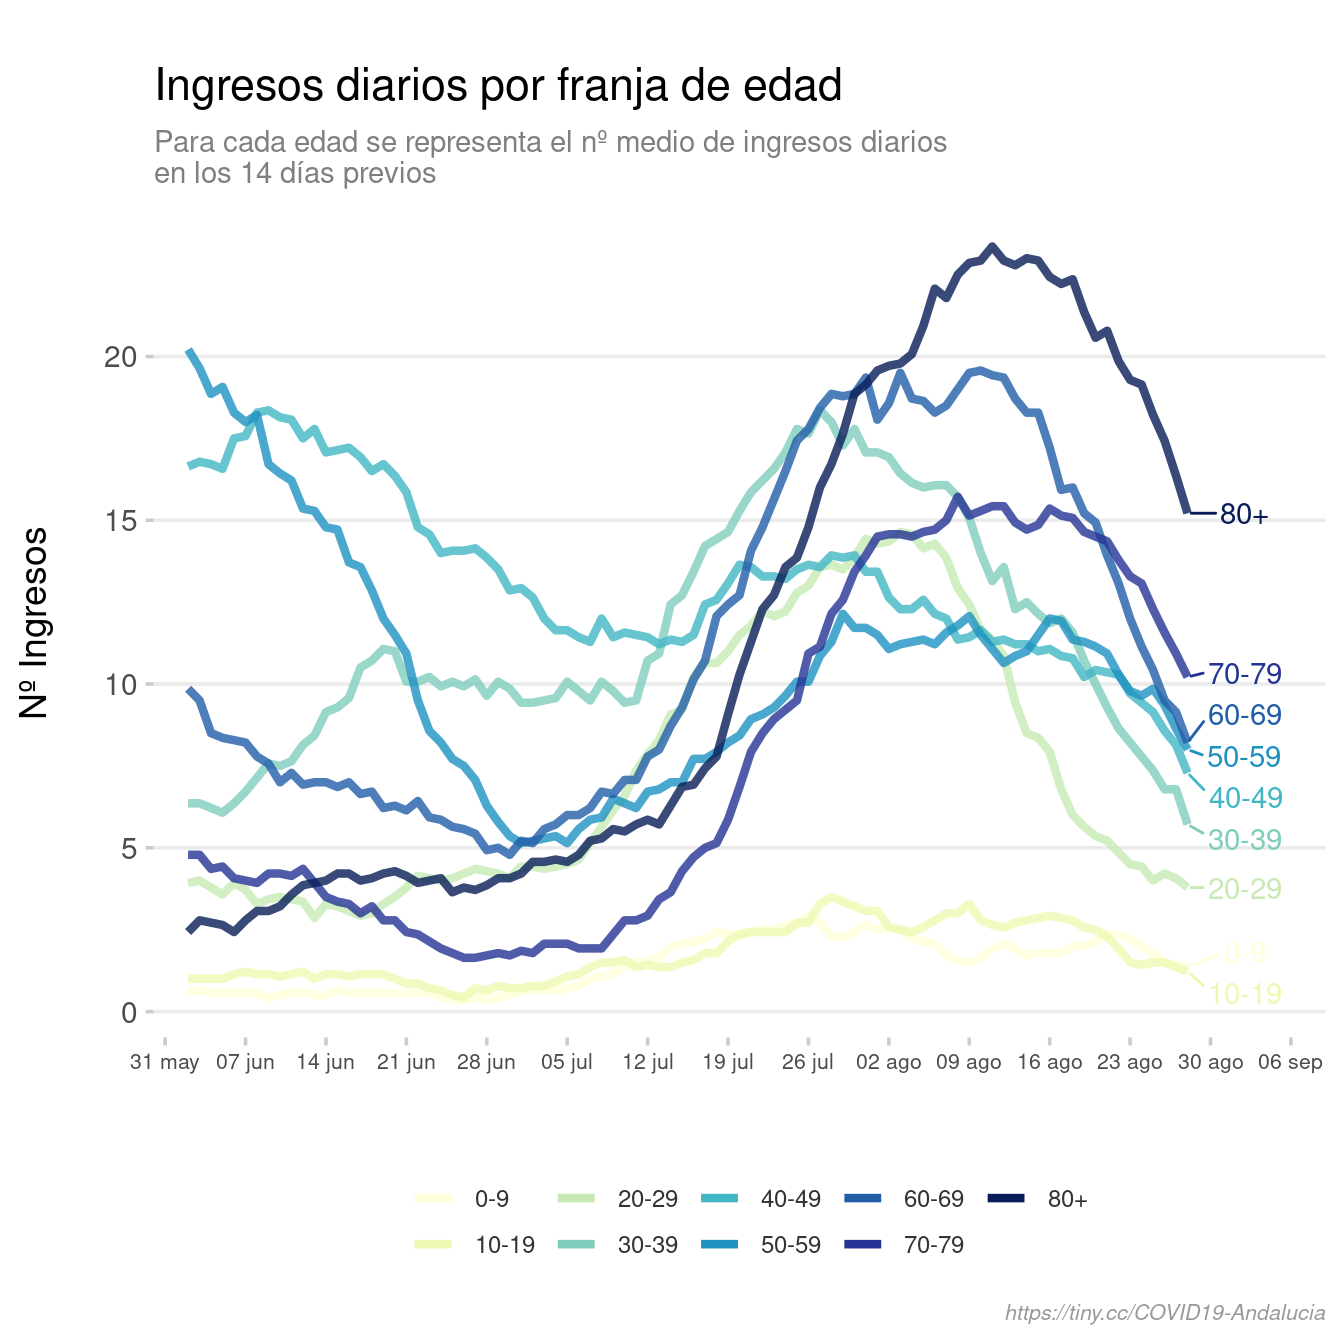 Ingresos diarios por franja de edad
Para cada edad se representa el nº medio de ingresos diarios
en los 14 días previos
Nº Ingresos
20
15
10
5
0
80+
70-79
60-69
50-59
40-49
30-39
20-29
0-9
10-19
31 may 07 jun 14 jun 21 jun 28 jun 05 jul 12 jul 19 jul 26 jul 02 ago 09 ago 16 ago 23 ago 30 ago 06 sep
0-9 20-29 40-49 60-69 80+
10-19 30-39 50-59 70-79
https://tiny.cc/COVID19-Andalucia